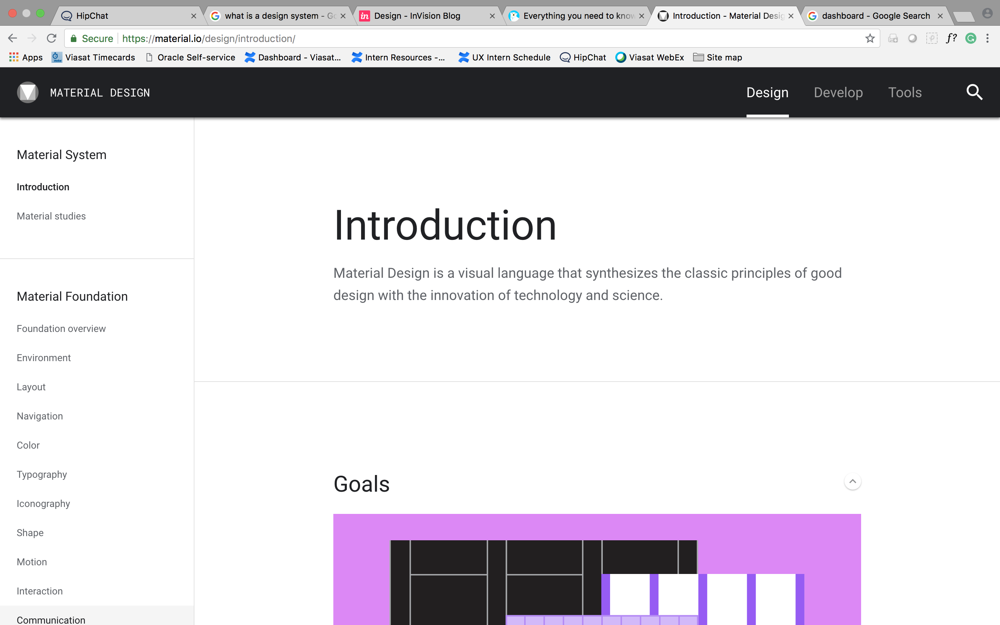 HipChat
what is a design system - Go
Design - InVision Blog
Everything you need to know
Introduction - Material Desig
dashboard - Google Search
Secure https://material.io/design/introduction/
f?
Apps
Viasat Timecards
Oracle Self-service
Dashboard - Viasat...
Intern Resources -...
UX Intern Schedule
HipChat
Viasat WebEx
Site map
MATERIAL DESIGN
Design
Develop
Tools
Material System
Introduction
Material studies
Material Foundation
Foundation overview
Environment
Layout
Navigation
Color
Typography
Iconography
Shape
Motion
Interaction
Communication
Introduction
Material Design is a visual language that synthesizes the classic principles of good
design with the innovation of technology and science.
Goals